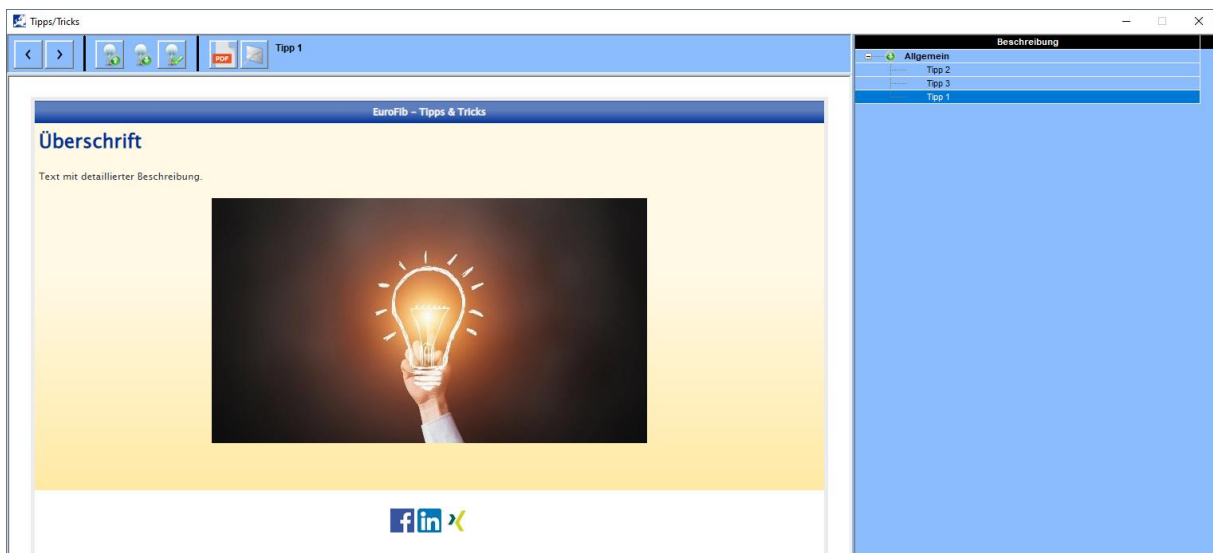 Tipps/Tricks
PDF
Tipp 1
EuroFib – Tipps & Tricks
Überschrift
Text mit detaillierter Beschreibung.
f in
Beschreibung
Allgemein
Tipp 2
Tipp 3
Tipp 1